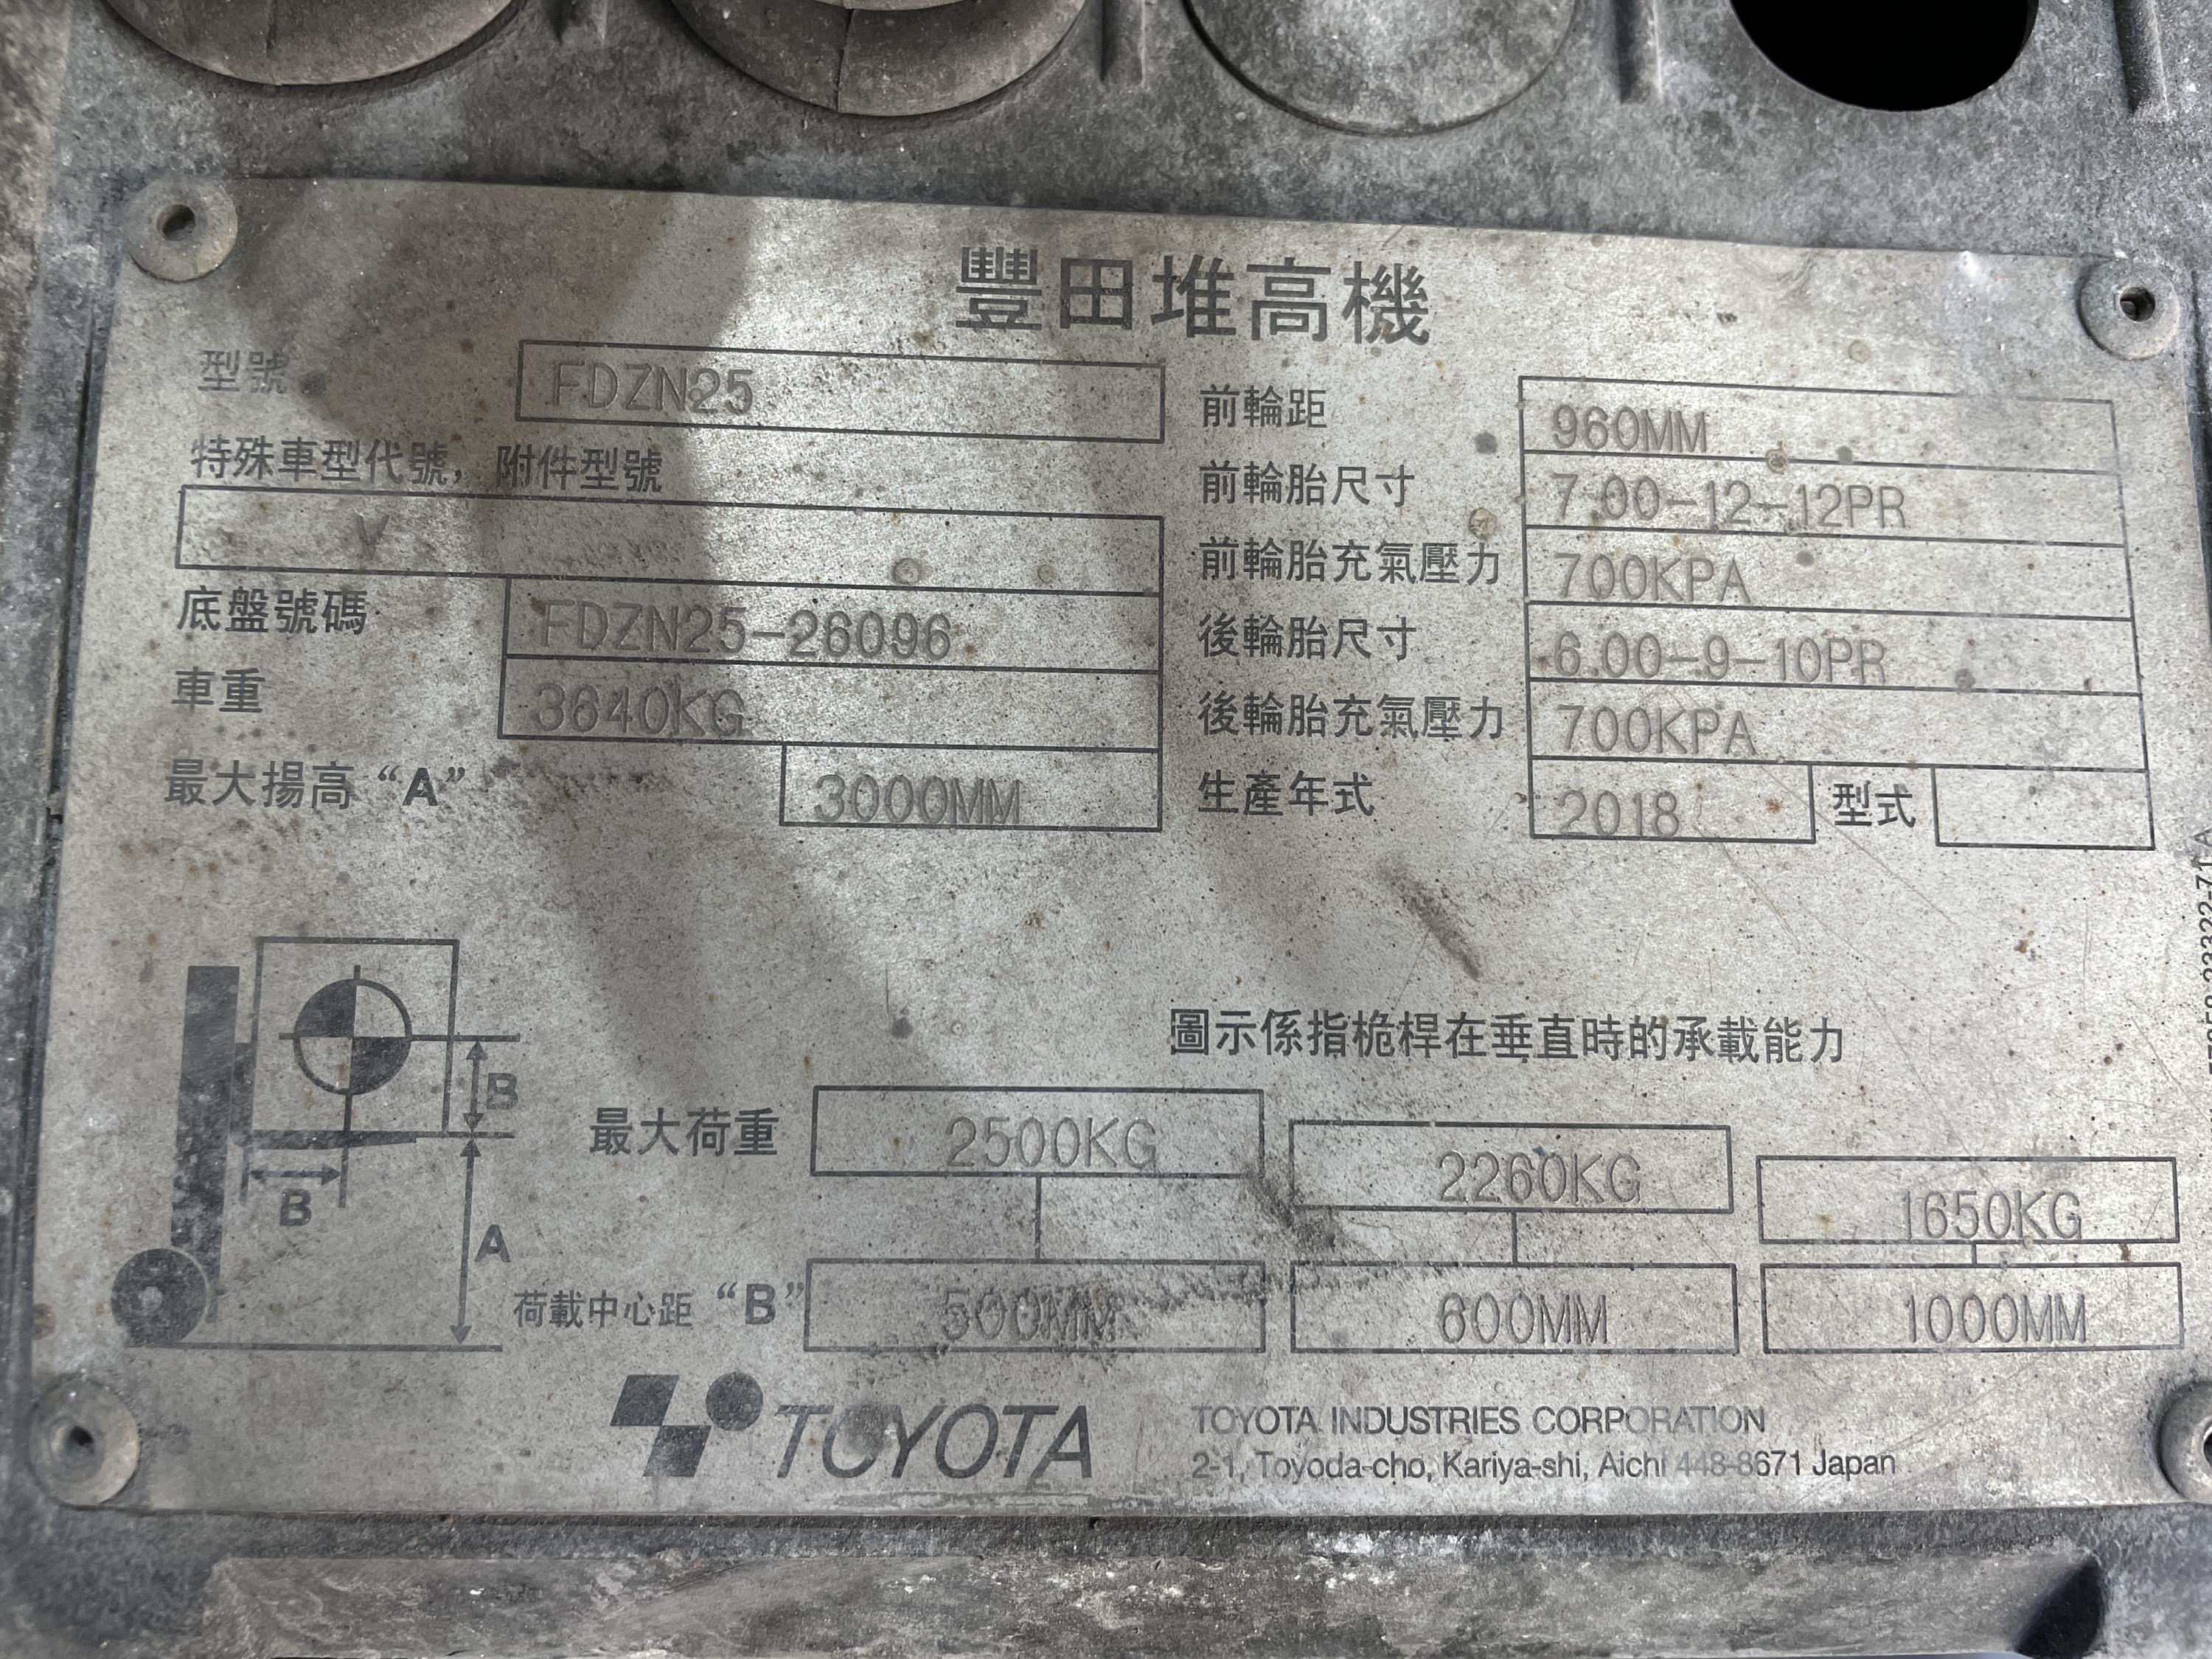 豐田堆高機
型號 FDZN25
特殊車型代號，附件型號
V
底盤號碼 FDZN25-26096
車重 3640KG
最大揚高 “A” 3000MM
前輪距 960MM
前輪胎尺寸 7.00-12-12PR
前輪胎充氣壓力 700KPA
後輪胎尺寸 6.00-9-10PR
後輪胎充氣壓力 700KPA
生產年式 2018 型式
圖示係指桅桿在垂直時的承載能力
B
B
A
最大荷重 2500KG 2260KG 1650KG
荷載中心距 “B” 500MM 600MM 1000MM
TOYOTA
TOYOTA INDUSTRIES CORPORATION
2-1, Toyoda-cho, Kariya-shi, Aichi 448-8671 Japan